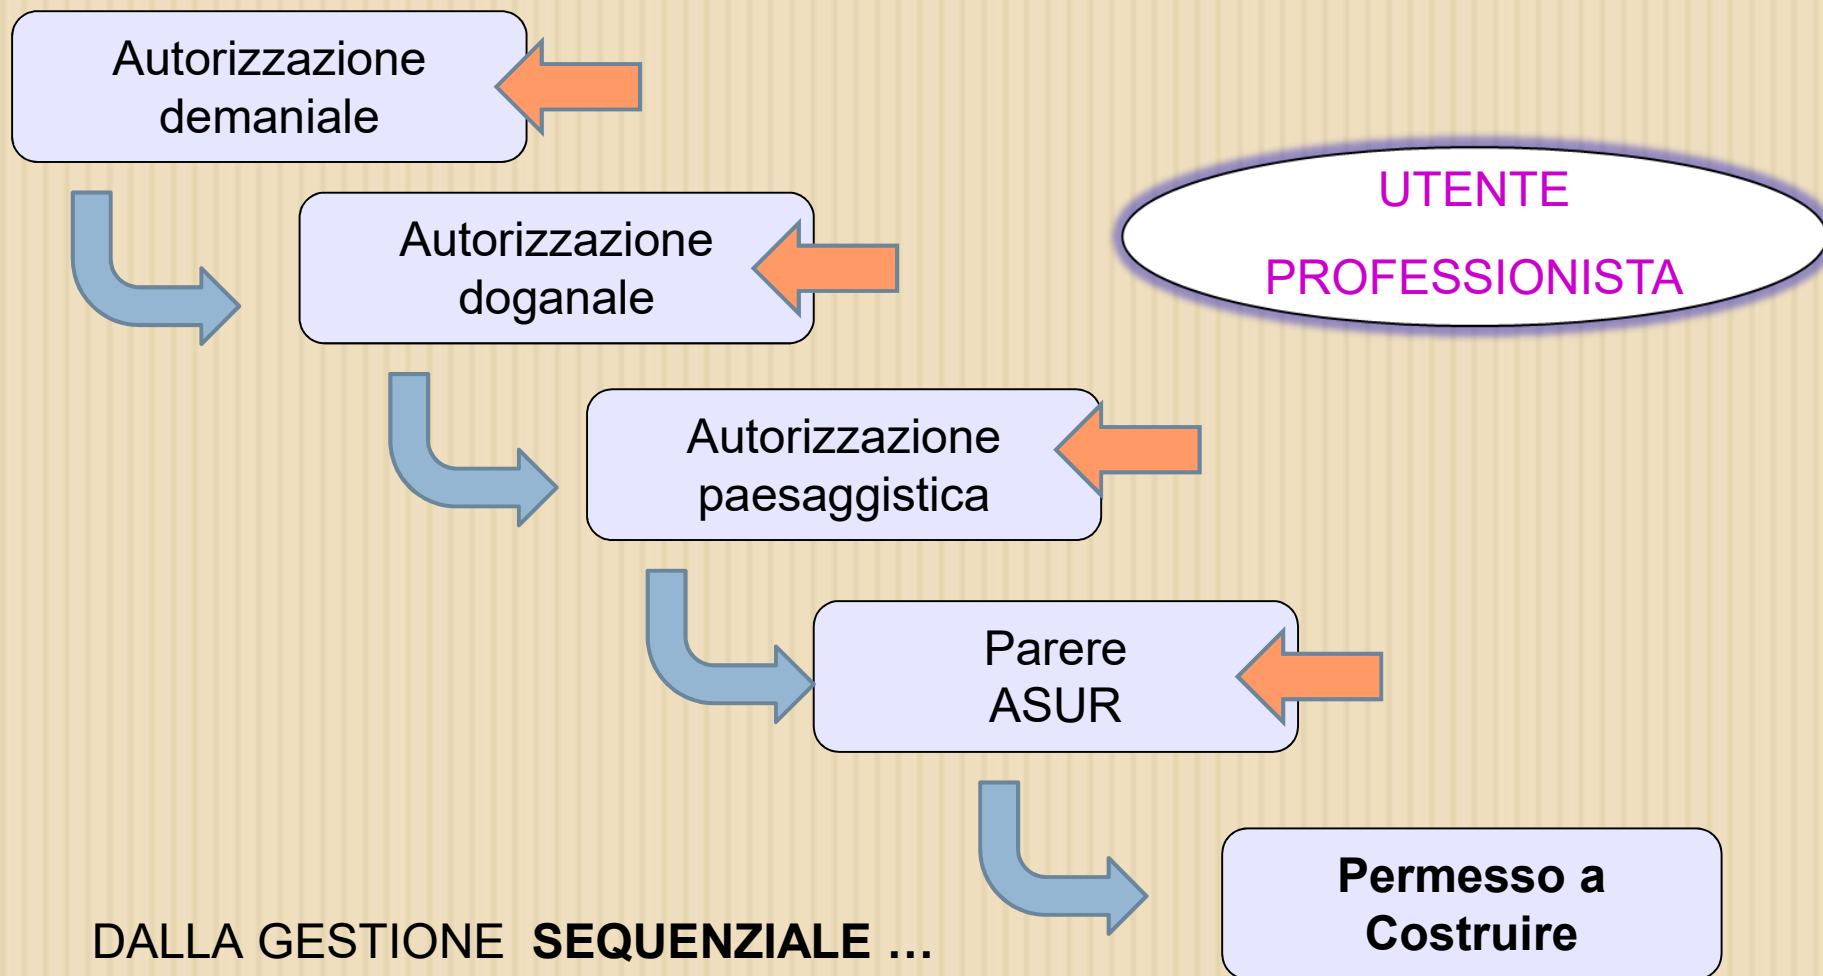 Autorizzazione
demaniale
UTENTE
PROFESSIONISTA
Autorizzazione
doganale
Autorizzazione
paesaggistica
Parere
ASUR
Permesso a
Costruire
DALLA GESTIONE SEQUENZIALE ...